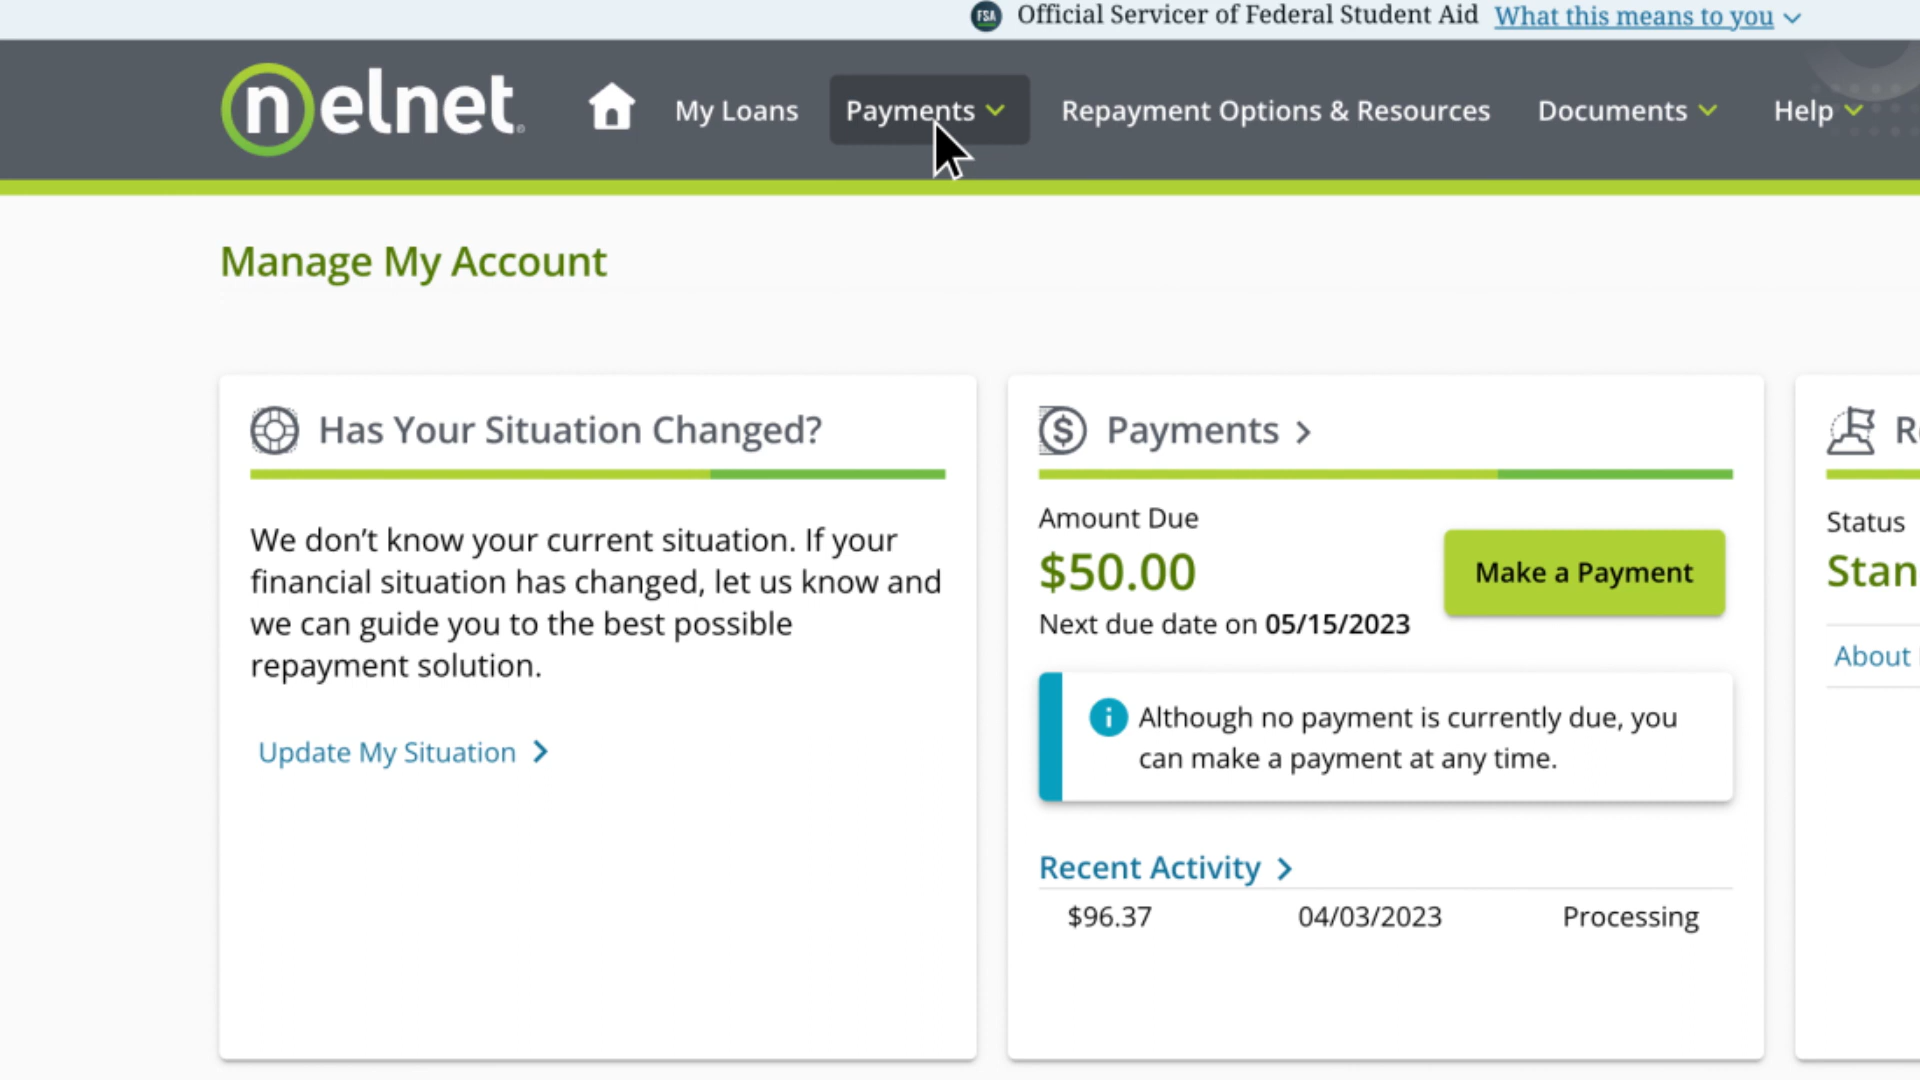 FSA Official Servicer of Federal Student Aid What this means to you
nelnet My Loans Payments Repayment Options & Resources Documents Help
Manage My Account
Has Your Situation Changed?
We don’t know your current situation. If your
financial situation has changed, let us know and
we can guide you to the best possible
repayment solution.
Update My Situation
Payments
Amount Due
$50.00
Make a Payment
Next due date on 05/15/2023
Although no payment is currently due, you
can make a payment at any time.
Recent Activity
$96.37 04/03/2023 Processing
R
Status
Stan
About